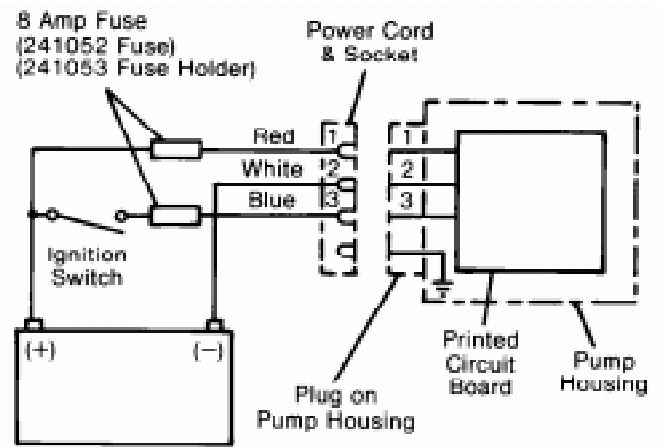 8 Amp Fuse
(241052 Fuse)
(241053 Fuse Holder)
Power Cord
& Socket
Red
1
1
White
2
2
Blue
3
3
Ignition
Switch
(+)
(−)
Printed
Circuit
Board
Pump
Housing
Plug on
Pump Housing